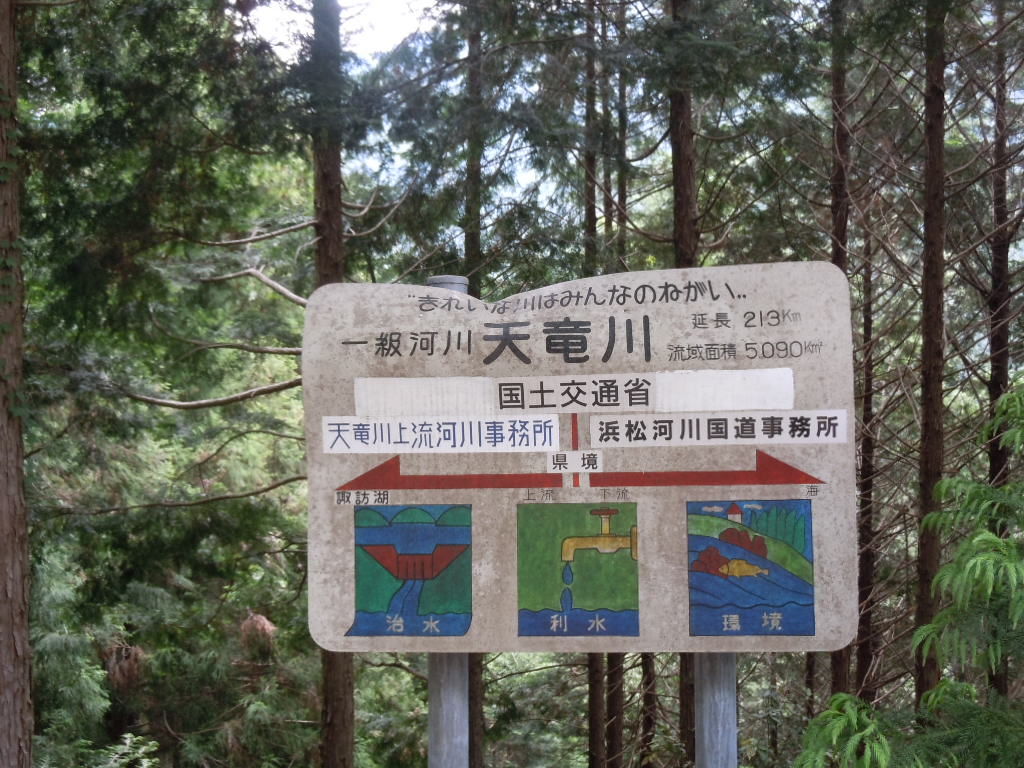 "きれいな川はみんなのねがい"
一級河川 天竜川 延長 213Km
流域面積 5.090Km²
国土交通省
天竜川上流河川事務所 浜松河川国道事務所
県境
諏訪湖 上流 下流 海
治水 利水 環境